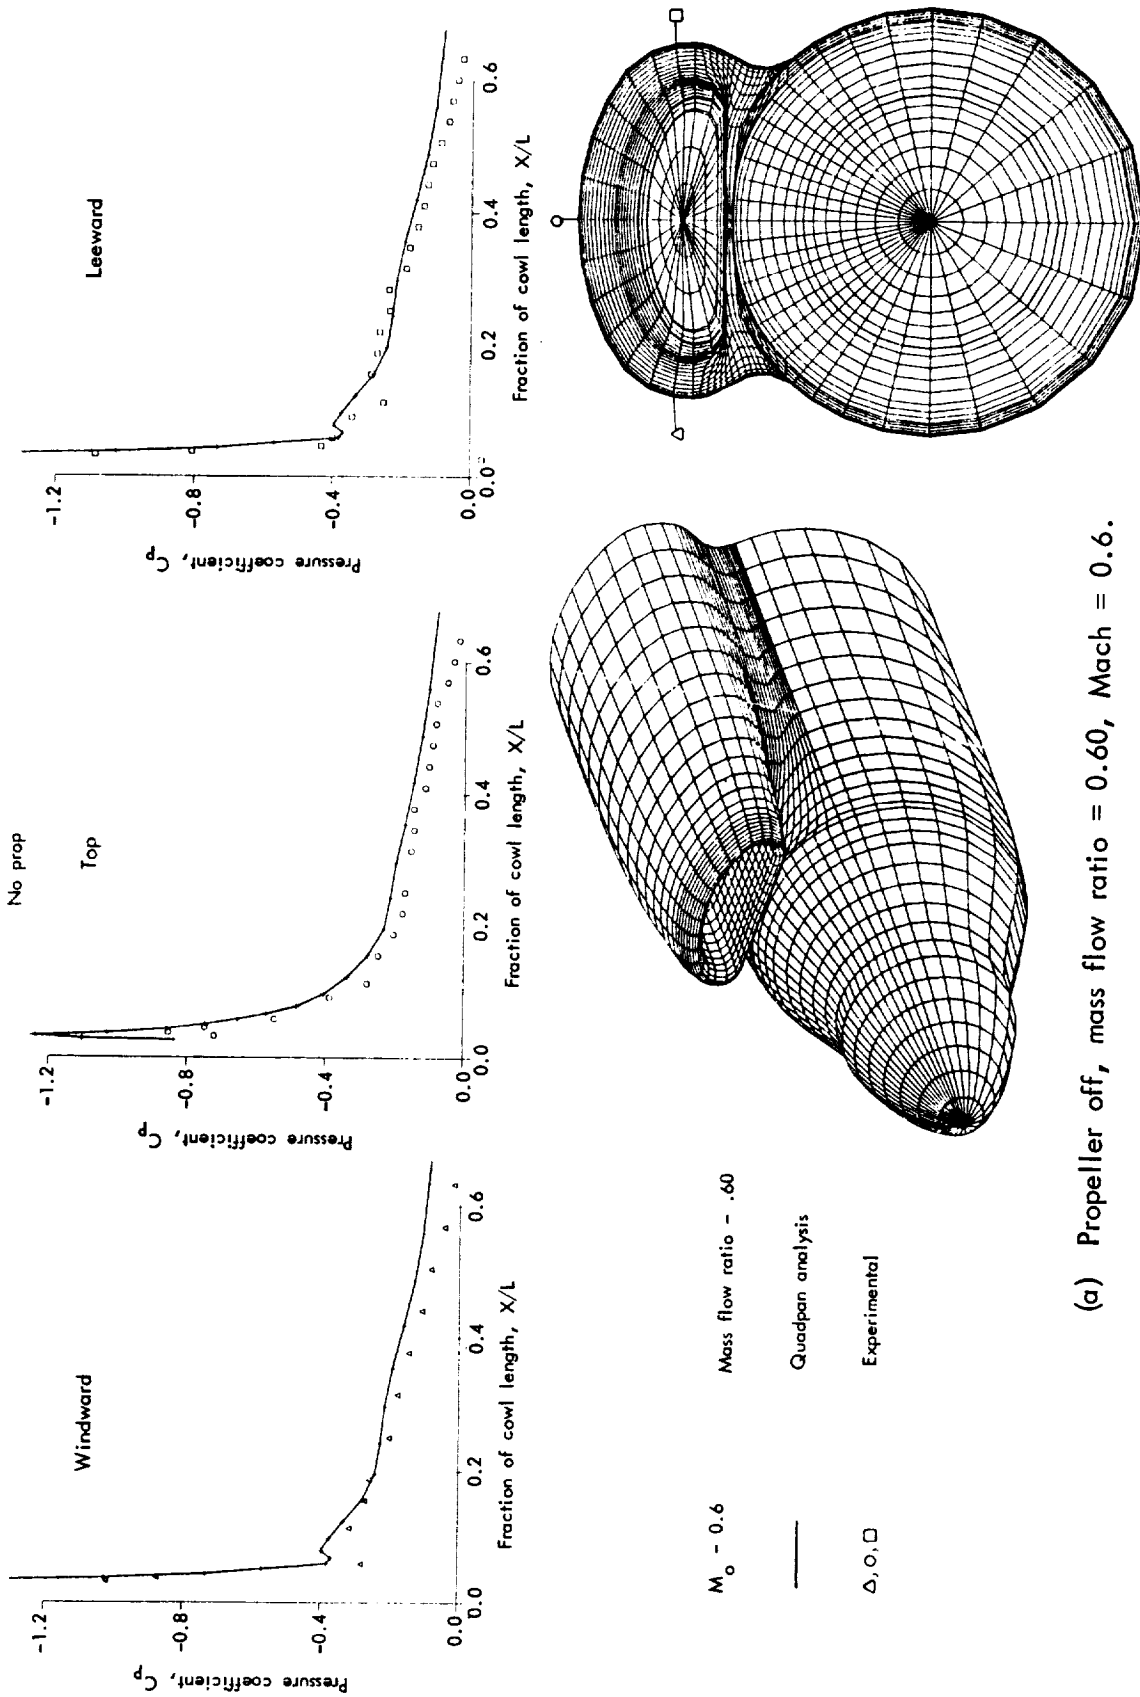 No prop
Windward
Pressure coefficient, Cp
-1.2
-0.8
-0.4
0.0
0.0
0.2
0.4
0.6
Fraction of cowl length, X/L
Top
Pressure coefficient, Cp
-1.2
-0.8
-0.4
0.0
0.0
0.2
0.4
0.6
Fraction of cowl length, X/L
Leeward
Pressure coefficient, Cp
-1.2
-0.8
-0.4
0.0
0.0
0.2
0.4
0.6
Fraction of cowl length, X/L
Mo - 0.6 Mass flow ratio - .60
Quadpan analysis
Δ,o,□ Experimental
(a) Propeller off, mass flow ratio = 0.60, Mach = 0.6.